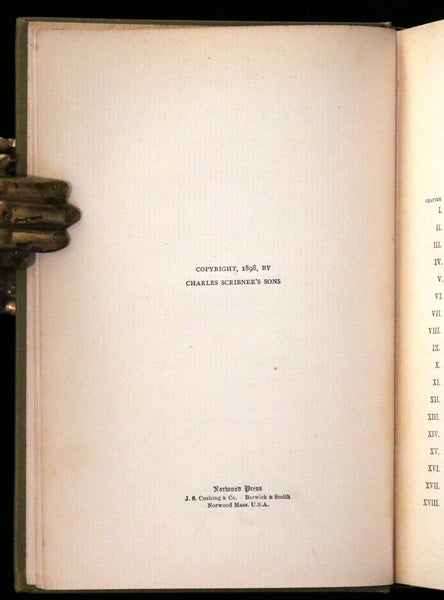 COPYRIGHT, 1898, BY
CHARLES SCRIBNER'S SONS
Norwood Press
J. S. Cushing & Co. - Berwick & Smith
Norwood Mass. U.S.A.
CHAPTER
I.
II.
III.
IV.
V.
VI.
VII.
VIII.
IX.
X.
XI.
XII.
XIII.
XIV.
XV.
XVI.
XVII.
XVIII.